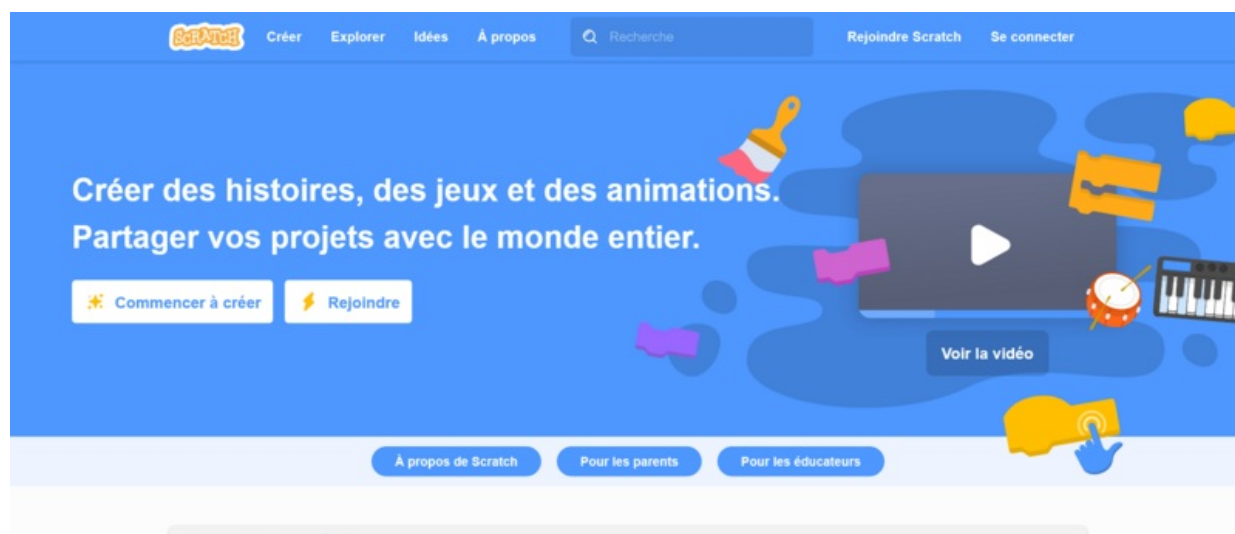 SCRATCH Créer Explorer Idées À propos Recherche Rejoindre Scratch Se connecter
Créer des histoires, des jeux et des animations.
Partager vos projets avec le monde entier.
Commencer à créer Rejoindre
Voir la vidéo
À propos de Scratch Pour les parents Pour les éducateurs